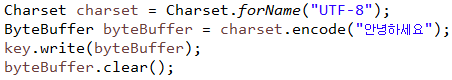 Charset charset = Charset.forName("UTF-8");
ByteBuffer byteBuffer = charset.encode("안녕하세요");
key.write(byteBuffer);
byteBuffer.clear();